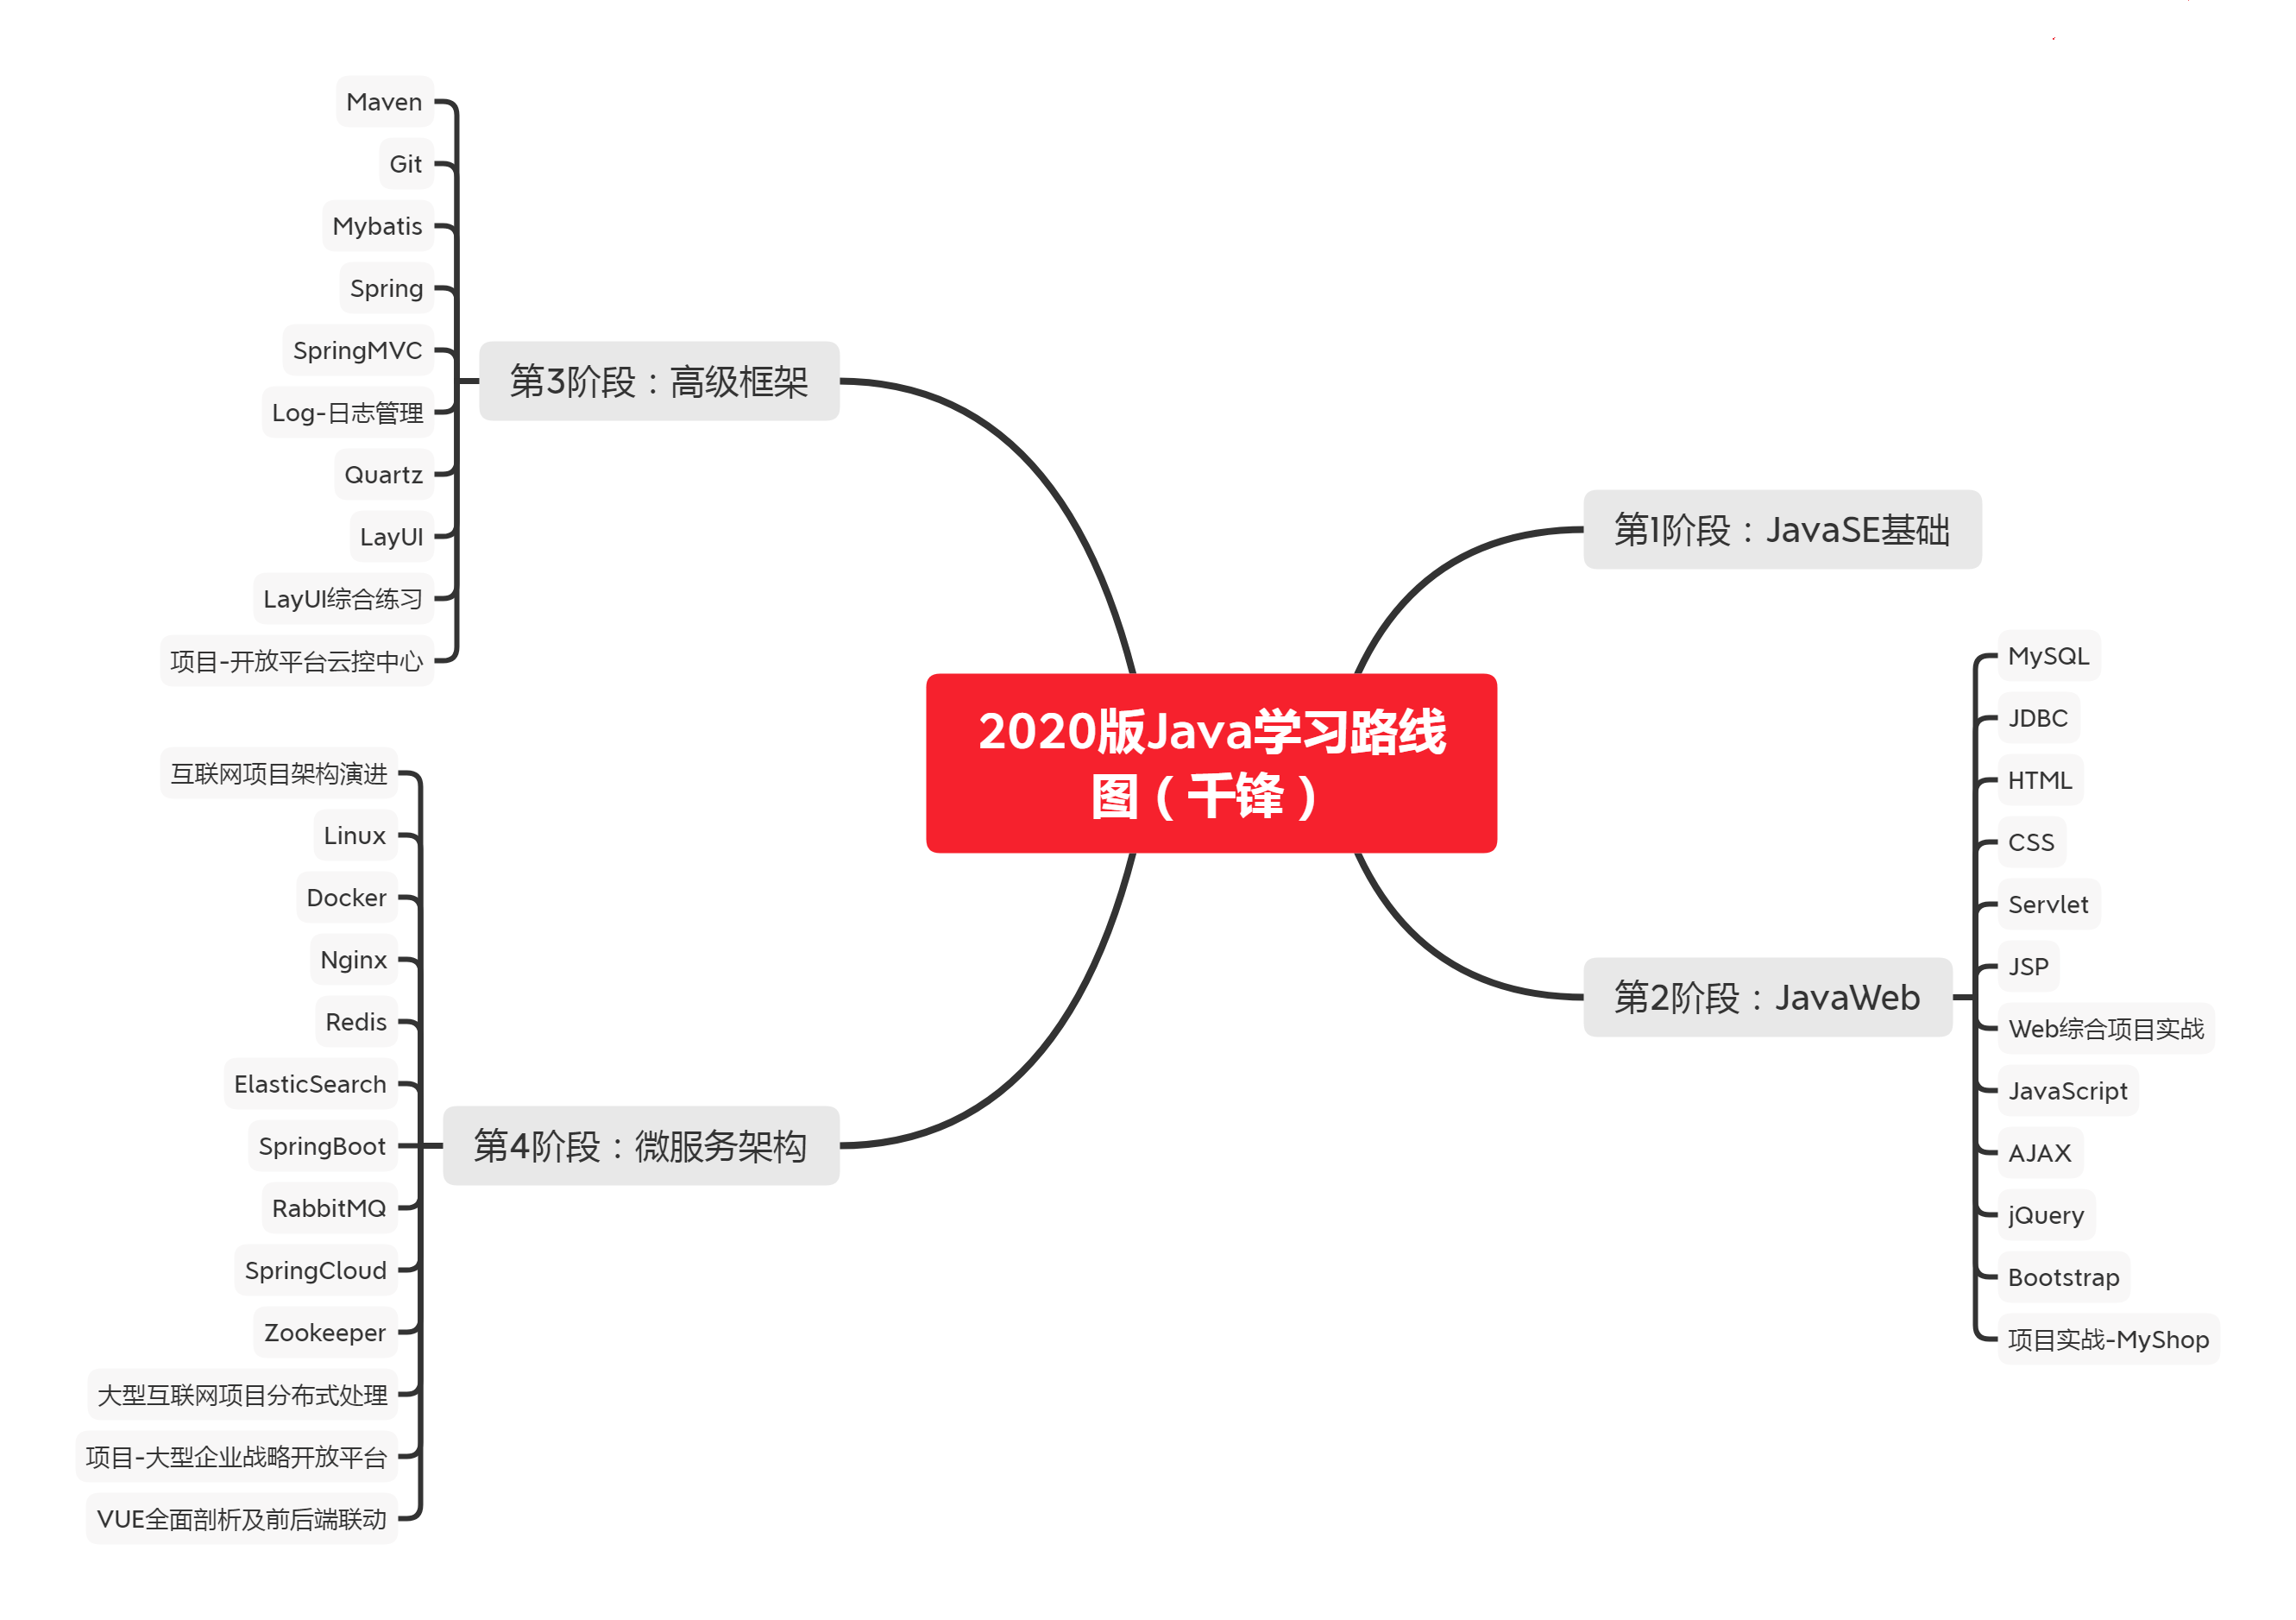 2020版Java学习路线
图（千锋）
第1阶段：JavaSE基础
第2阶段：JavaWeb
MySQL
JDBC
HTML
CSS
Servlet
JSP
Web综合项目实战
JavaScript
AJAX
jQuery
Bootstrap
项目实战-MyShop
第3阶段：高级框架
Maven
Git
Mybatis
Spring
SpringMVC
Log-日志管理
Quartz
LayUI
LayUI综合练习
项目-开放平台云控中心
第4阶段：微服务架构
互联网项目架构演进
Linux
Docker
Nginx
Redis
ElasticSearch
SpringBoot
RabbitMQ
SpringCloud
Zookeeper
大型互联网项目分布式处理
项目-大型企业战略开放平台
VUE全面剖析及前后端联动